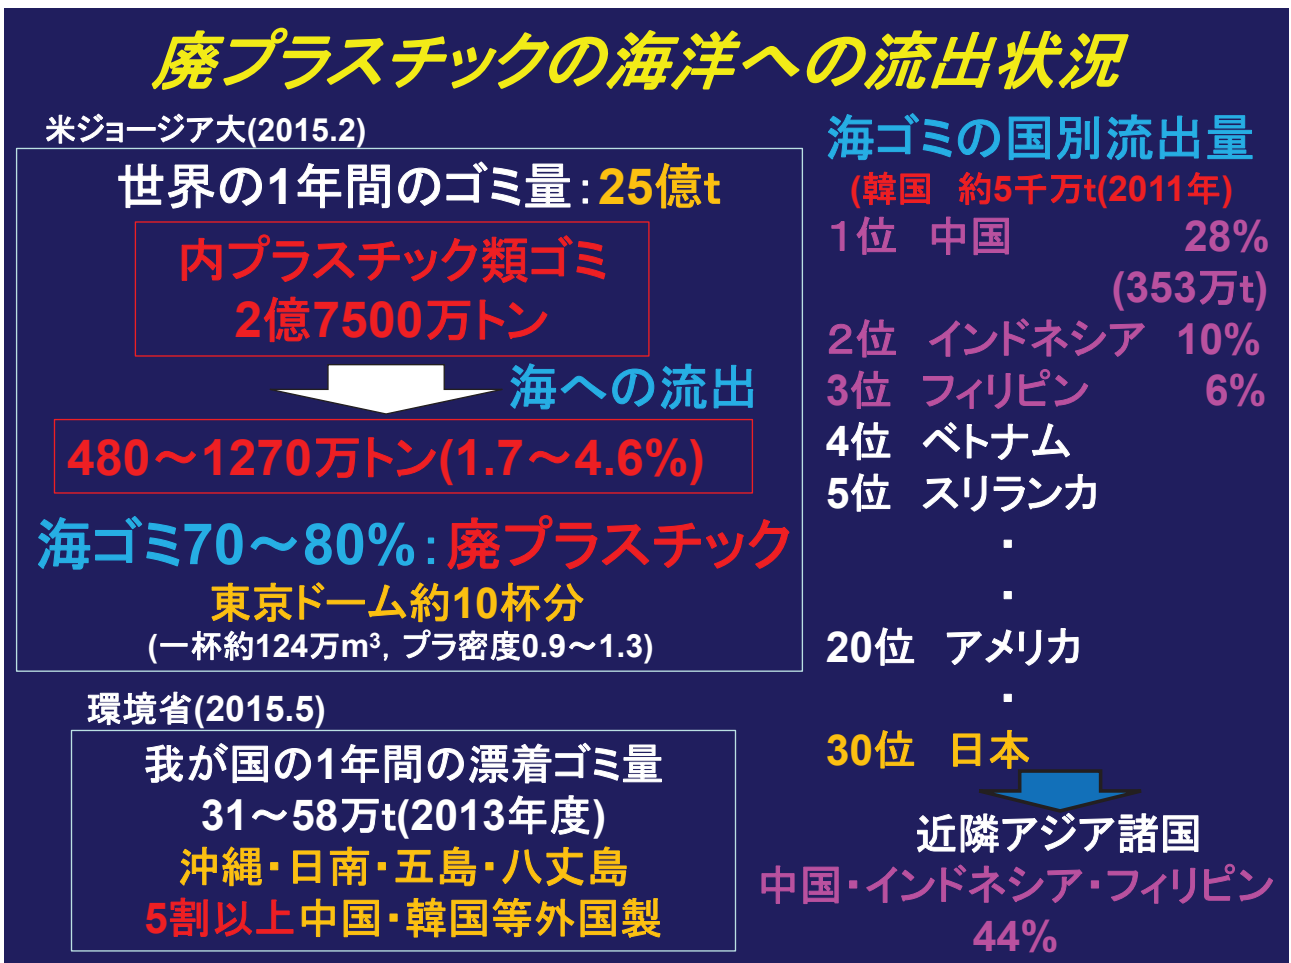 廃プラスチックの海洋への流出状況
米ジョージア大(2015.2)
世界の1年間のゴミ量：25億t
内プラスチック類ゴミ
2億7500万トン
海への流出
480～1270万トン(1.7～4.6%)
海ゴミ70～80%：廃プラスチック
東京ドーム約10杯分
(一杯約124万m³, プラ密度0.9～1.3)
環境省(2015.5)
我が国の1年間の漂着ゴミ量
31～58万t(2013年度)
沖縄・日南・五島・八丈島
5割以上中国・韓国等外国製
海ゴミの国別流出量
(韓国　約5千万t(2011年)
１位　中国　28%
(353万t)
２位　インドネシア　10%
3位　フィリピン　6%
4位　ベトナム
5位　スリランカ
・
・
20位　アメリカ
・
30位　日本
近隣アジア諸国
中国・インドネシア・フィリピン
44%